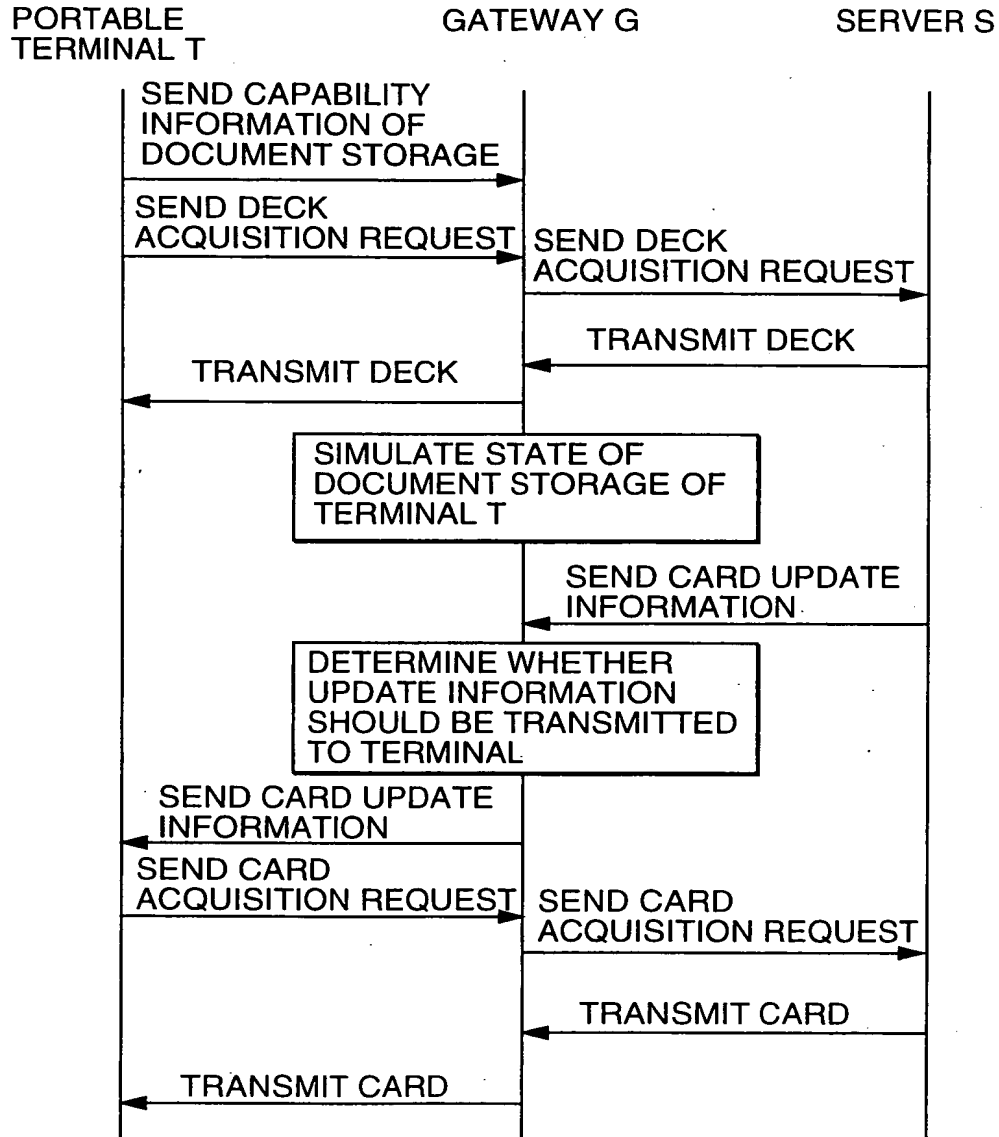 PORTABLE
TERMINAL T
GATEWAY G
SERVER S
SEND CAPABILITY
INFORMATION OF
DOCUMENT STORAGE
SEND DECK
ACQUISITION REQUEST
SEND DECK
ACQUISITION REQUEST
TRANSMIT DECK
TRANSMIT DECK
SIMULATE STATE OF
DOCUMENT STORAGE OF
TERMINAL T
SEND CARD UPDATE
INFORMATION
DETERMINE WHETHER
UPDATE INFORMATION
SHOULD BE TRANSMITTED
TO TERMINAL
SEND CARD UPDATE
INFORMATION
SEND CARD
ACQUISITION REQUEST
SEND CARD
ACQUISITION REQUEST
TRANSMIT CARD
TRANSMIT CARD